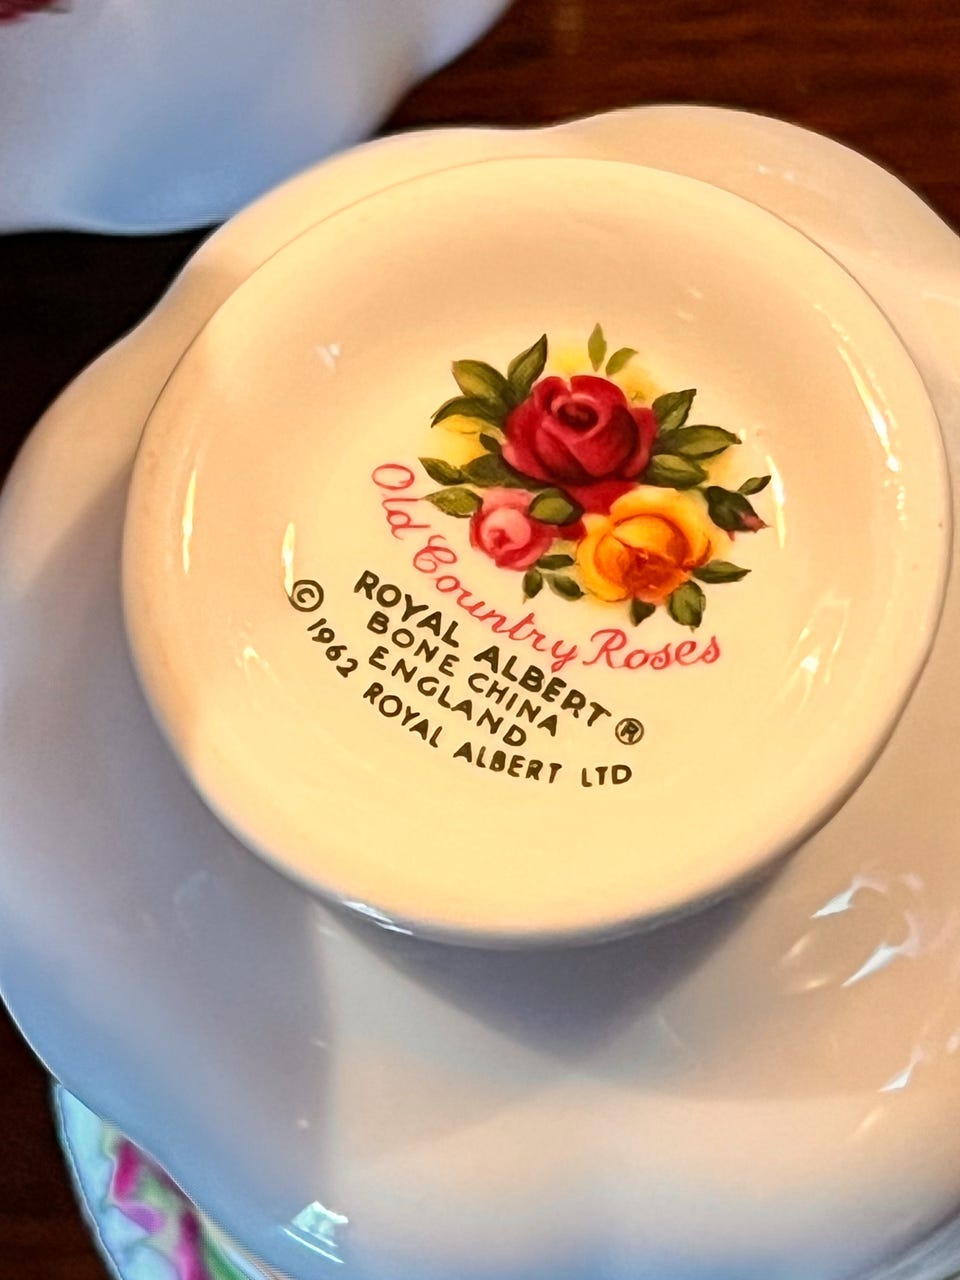 Old Country Roses
ROYAL ALBERT ®
BONE CHINA
ENGLAND
© 1962 ROYAL ALBERT LTD